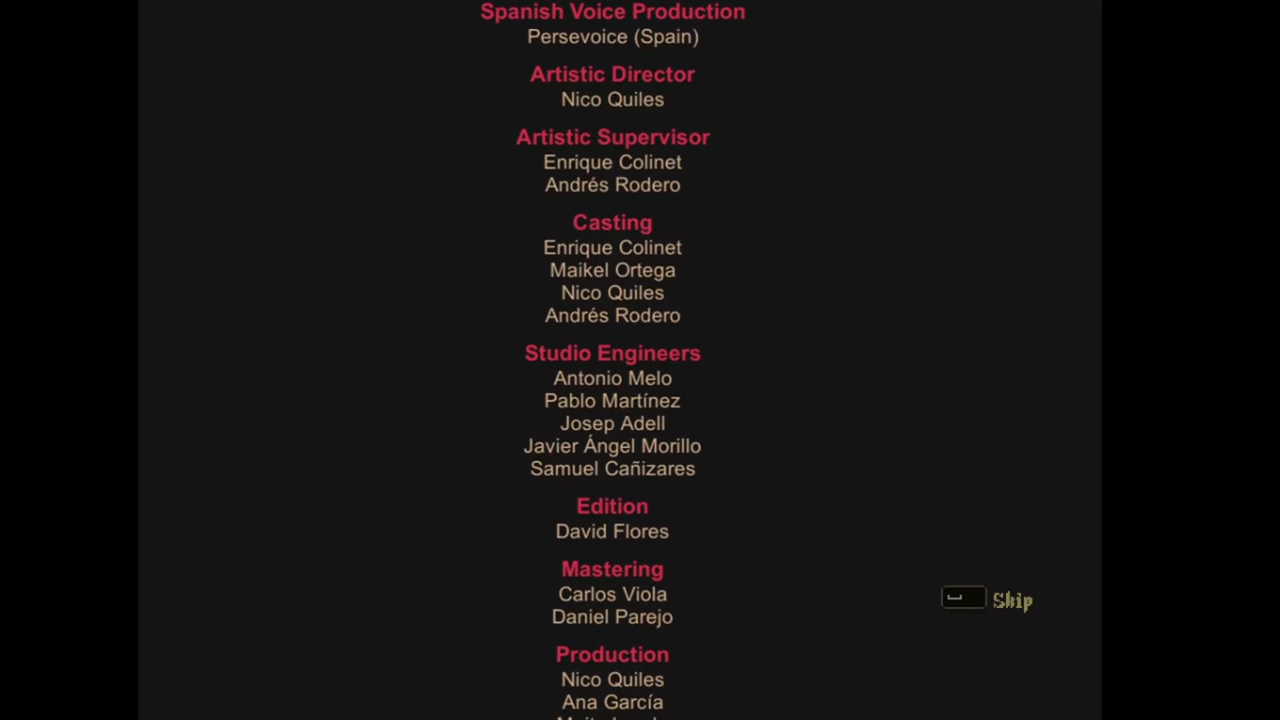 Spanish Voice Production
Persevoice (Spain)
Artistic Director
Nico Quiles
Artistic Supervisor
Enrique Colinet
Andrés Rodero
Casting
Enrique Colinet
Maikel Ortega
Nico Quiles
Andrés Rodero
Studio Engineers
Antonio Melo
Pablo Martínez
Josep Adell
Javier Ángel Morillo
Samuel Cañizares
Edition
David Flores
Mastering
Carlos Viola
Daniel Parejo
Skip
Production
Nico Quiles
Ana García